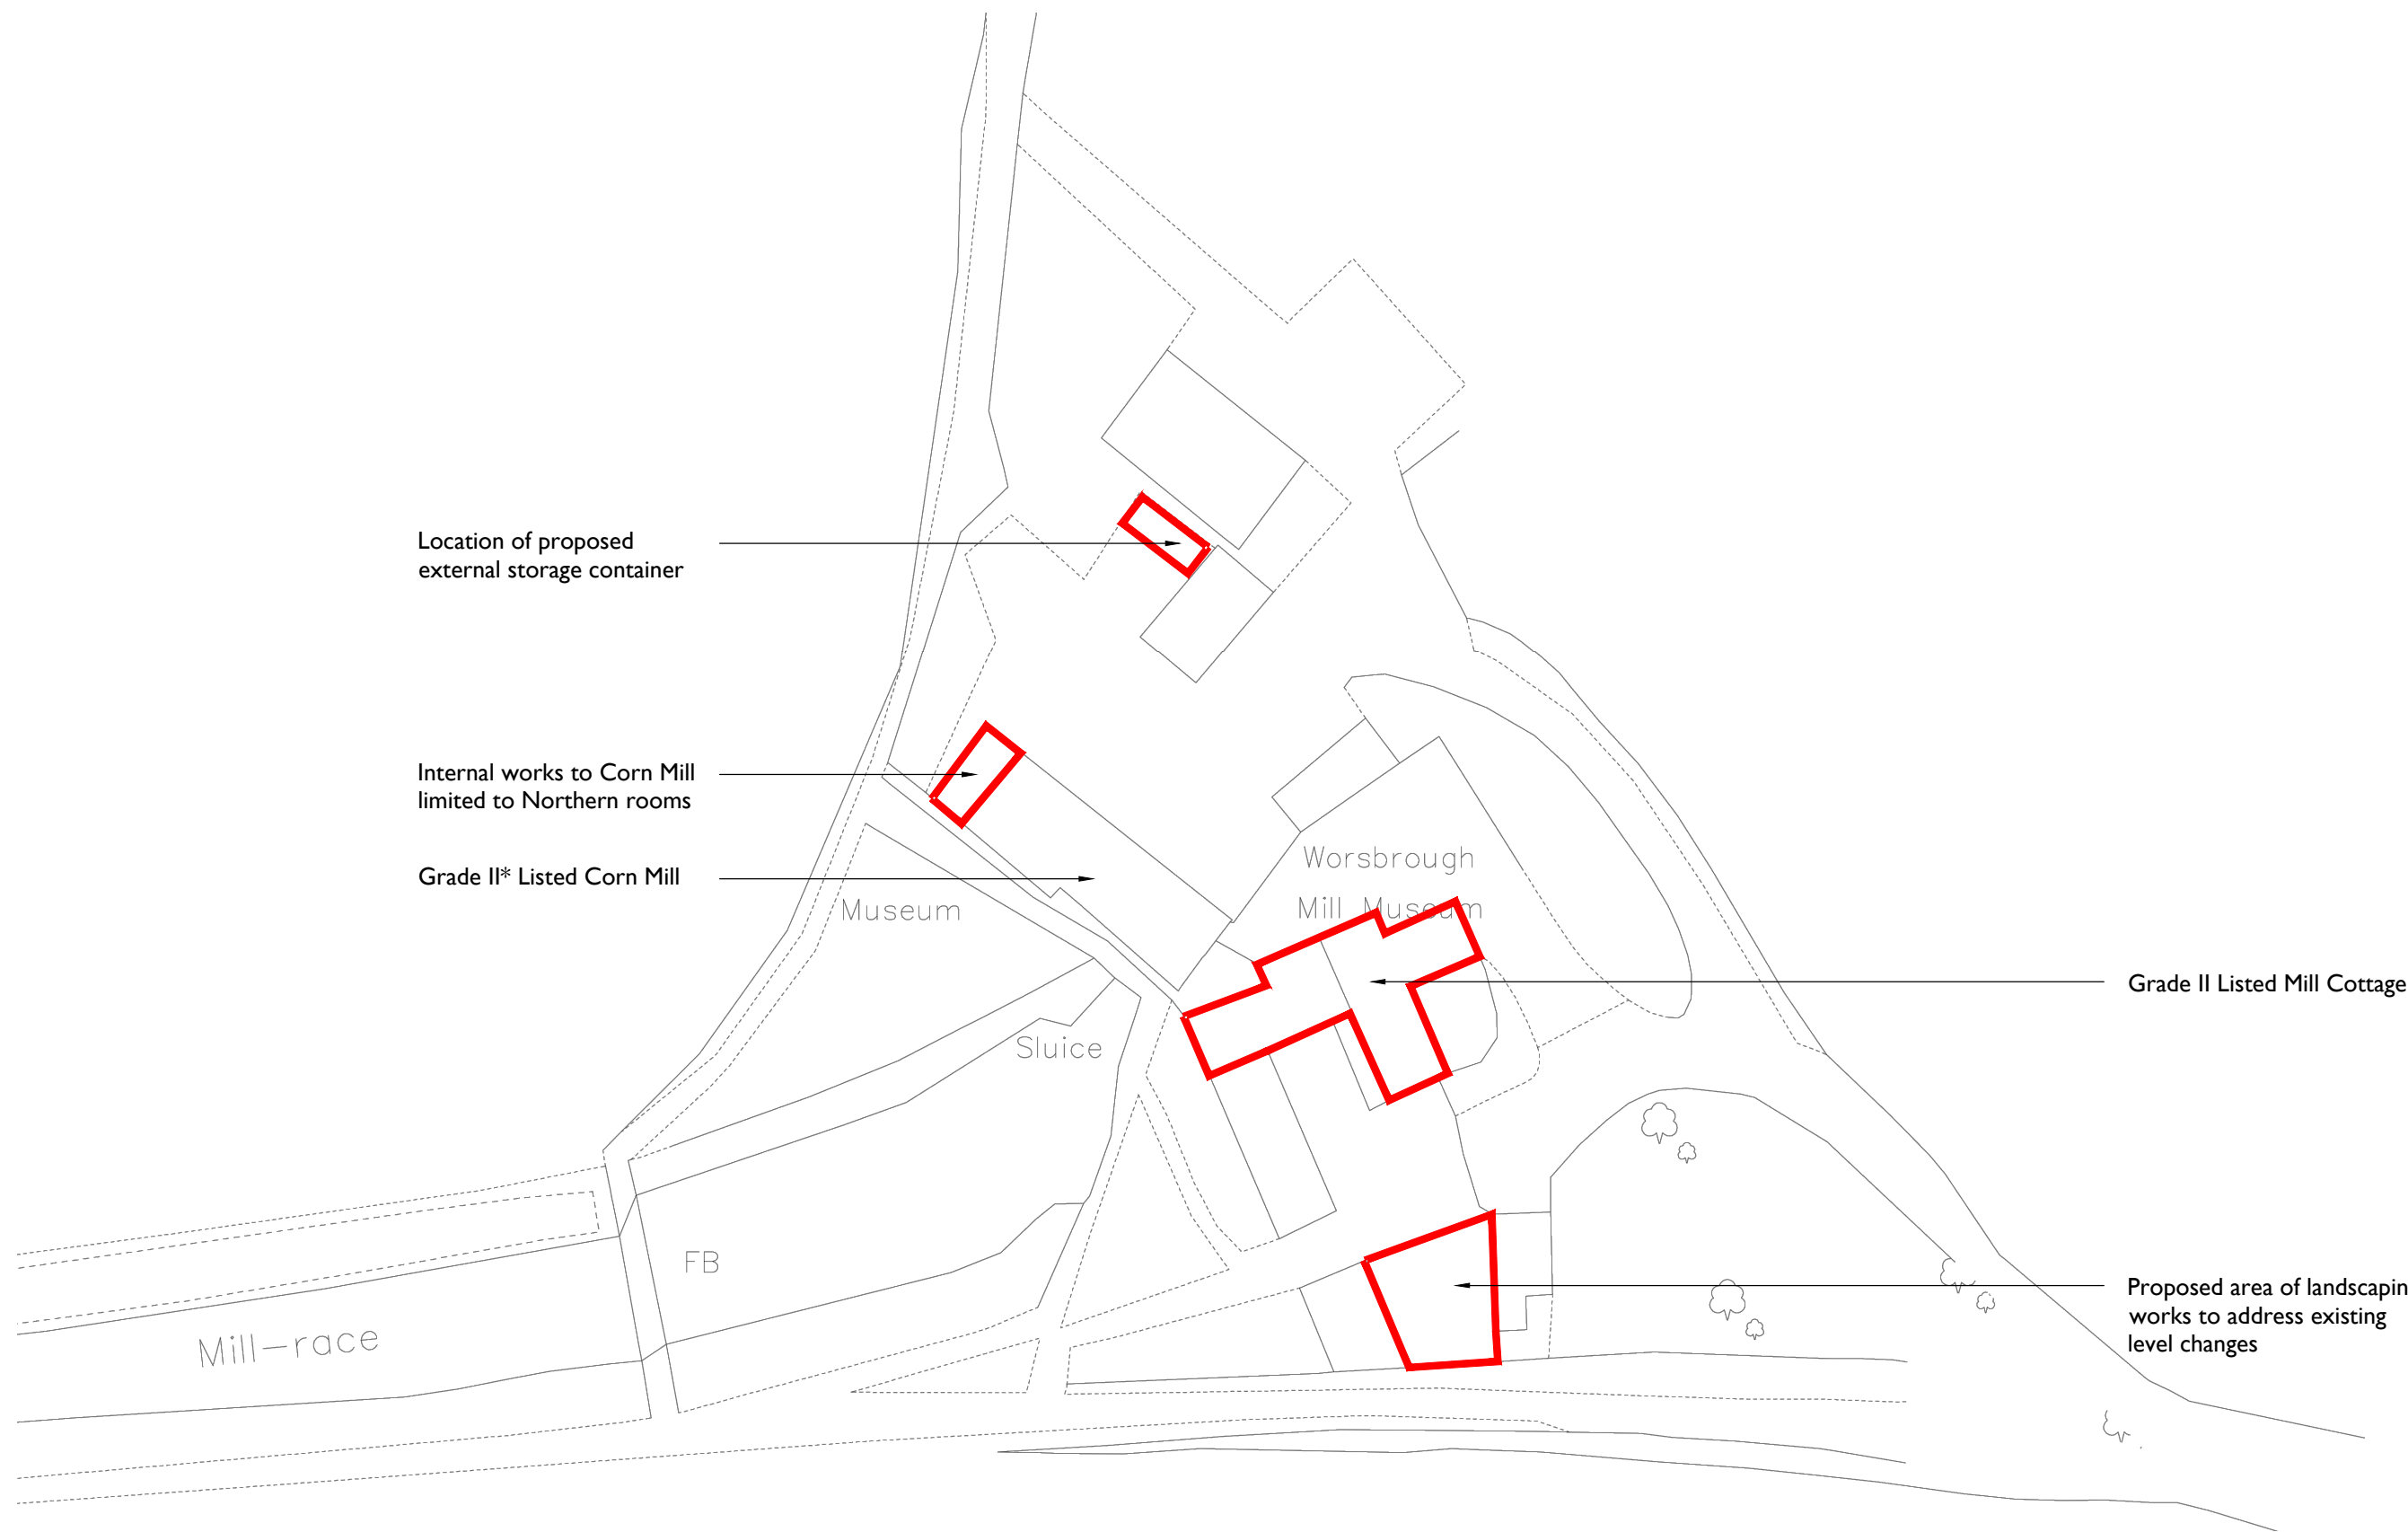 Location of proposed
external storage container
Internal works to Corn Mill
limited to Northern rooms
Grade II* Listed Corn Mill
Museum
Worsbrough
Mill Museum
Sluice
Grade II Listed Mill Cottage
FB
Mill-race
Proposed area of landscapin
works to address existing
level changes